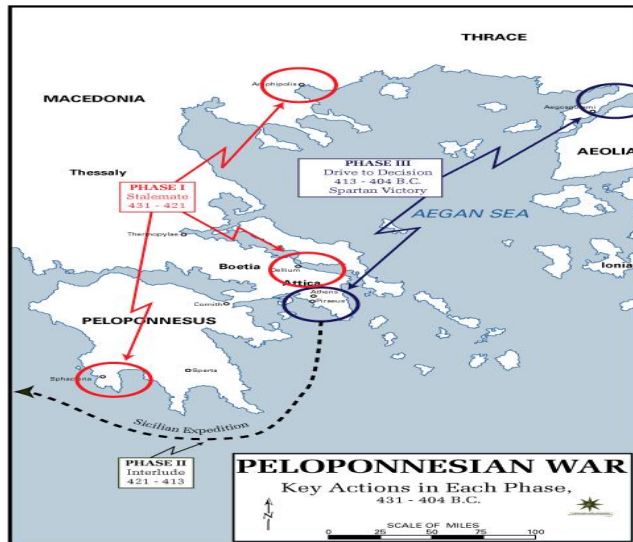 THRACE
Amphipolis
MACEDONIA
Aegospotami
PHASE III
Drive to Decision
413 - 404 B.C.
Spartan Victory
AEOLIA
Thessaly
PHASE I
Stalemate
431 - 421
AEGAN SEA
Thermopylae
Boetia
Dellium
Ionia
Attica
Athens
Piraeus
Corinth
PELOPONNESUS
Sphacteria
Sparta
Sicilian Expedition
PHASE II
Interlude
421 - 413
PELOPONNESIAN WAR
Key Actions in Each Phase,
431 - 404 B.C.
N
SCALE OF MILES
0 25 50 75 100